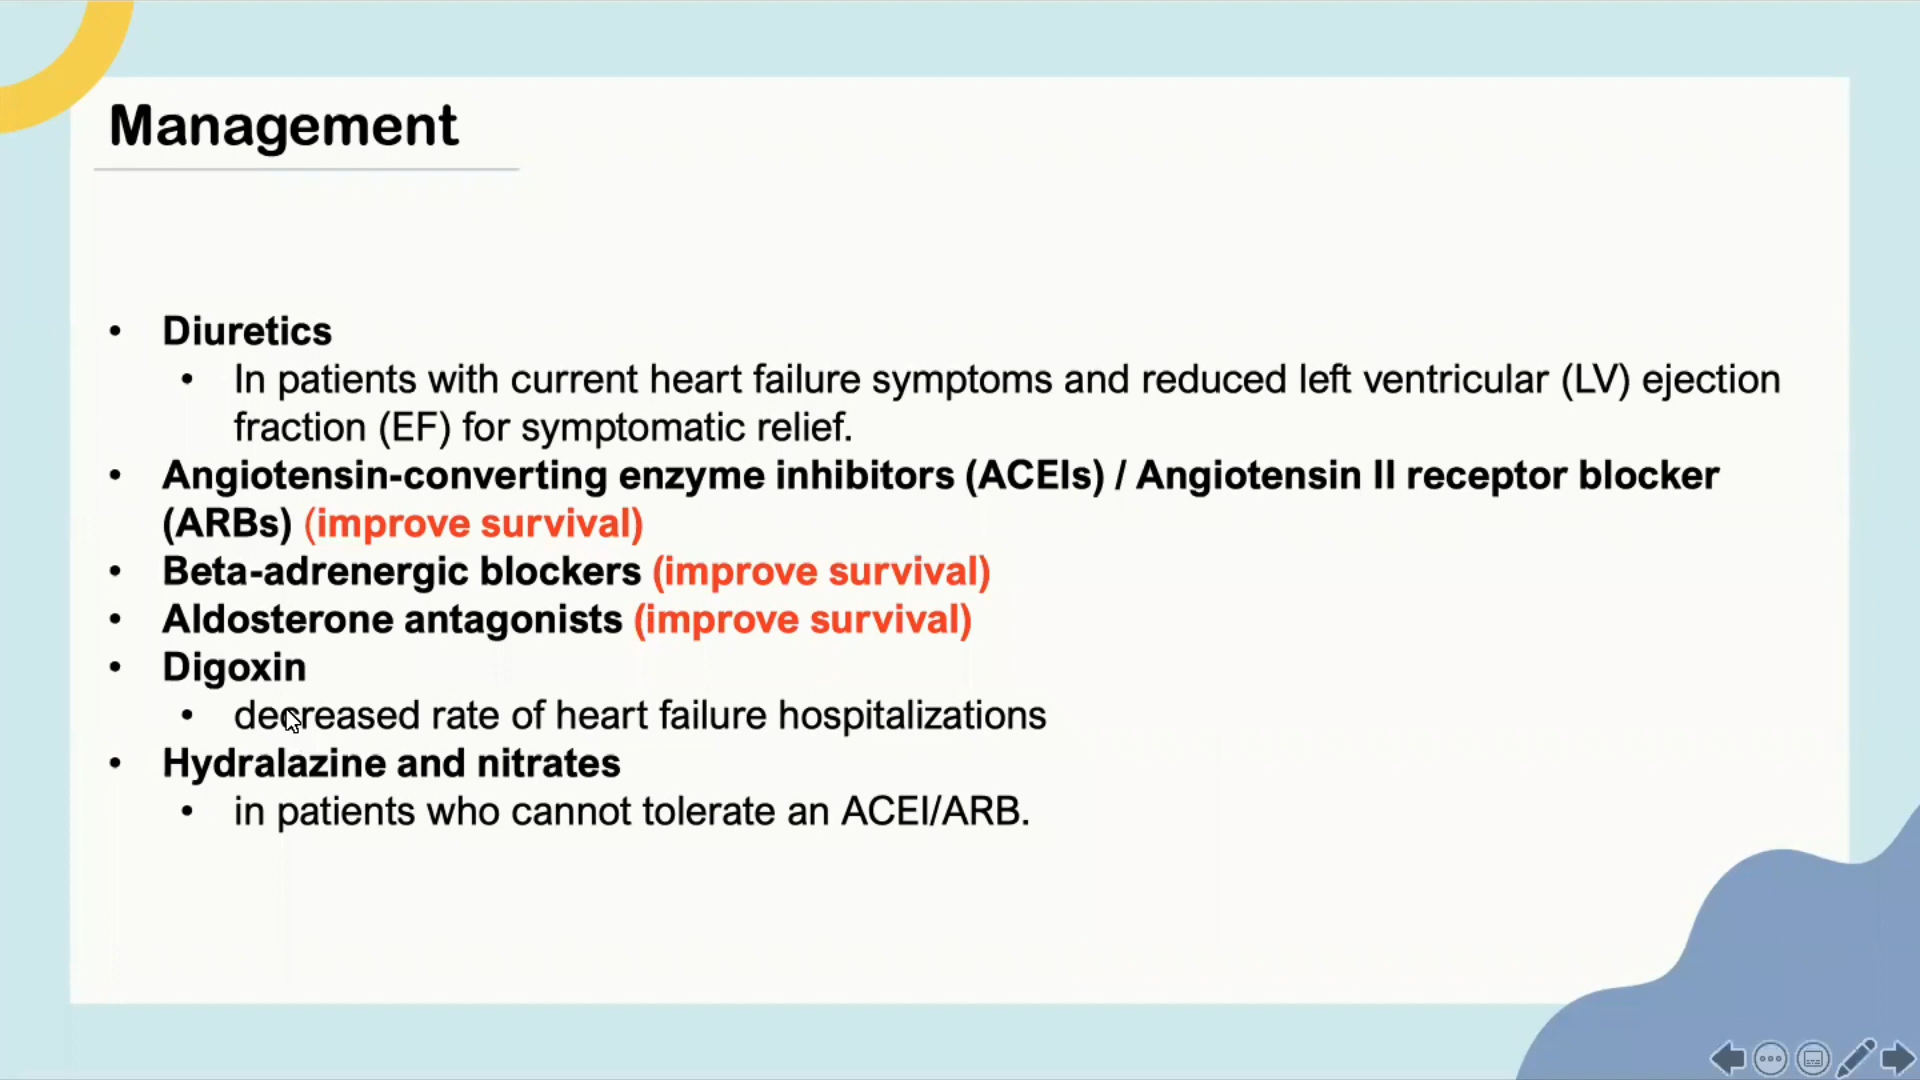 Management
• Diuretics
• In patients with current heart failure symptoms and reduced left ventricular (LV) ejection
fraction (EF) for symptomatic relief.
• Angiotensin-converting enzyme inhibitors (ACEIs) / Angiotensin II receptor blocker
(ARBs) (improve survival)
• Beta-adrenergic blockers (improve survival)
• Aldosterone antagonists (improve survival)
• Digoxin
• decreased rate of heart failure hospitalizations
• Hydralazine and nitrates
• in patients who cannot tolerate an ACEI/ARB.